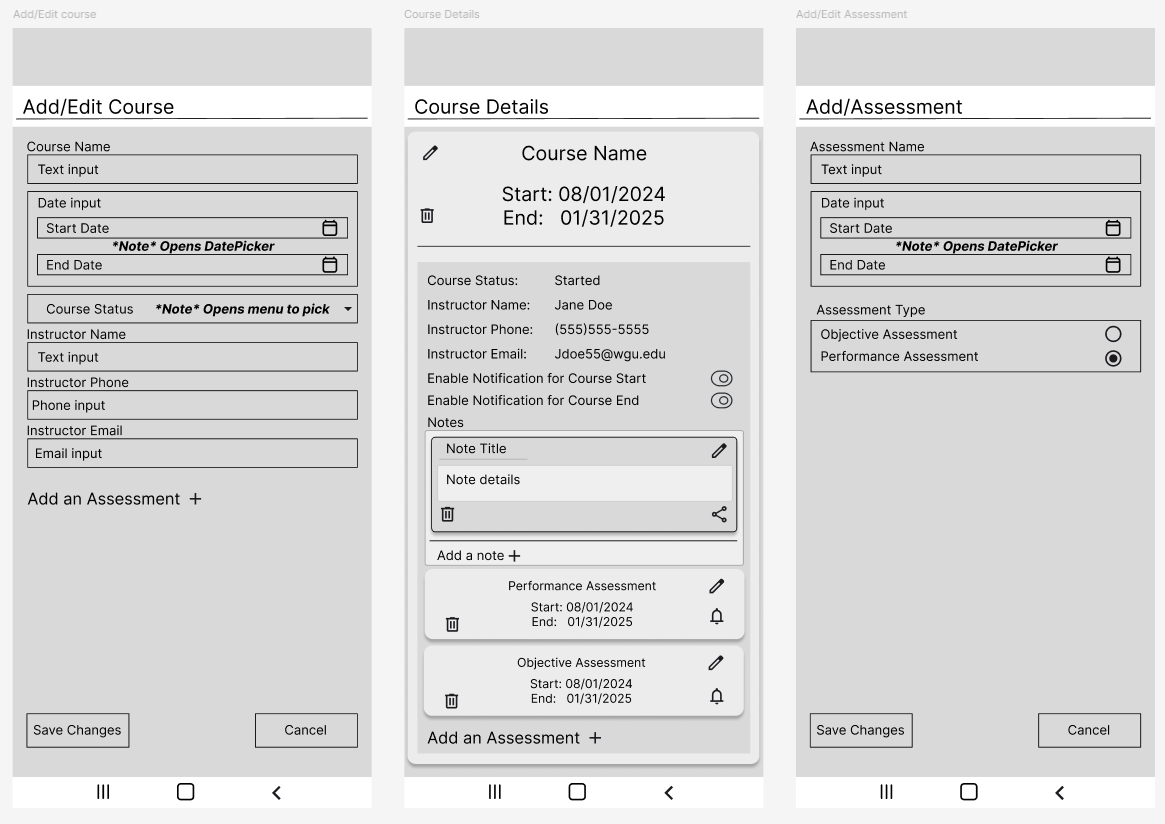 Add/Edit course
Add/Edit Course
Course Name
Text input
Date input
Start Date
*Note* Opens DatePicker
End Date
Course Status *Note* Opens menu to pick
Instructor Name
Text input
Instructor Phone
Phone input
Instructor Email
Email input
Add an Assessment +
Save Changes
Cancel
Course Details
Course Details
Course Name
Start: 08/01/2024
End: 01/31/2025
Course Status: Started
Instructor Name: Jane Doe
Instructor Phone: (555)555-5555
Instructor Email: Jdoe55@wgu.edu
Enable Notification for Course Start
Enable Notification for Course End
Notes
Note Title
Note details
Add a note +
Performance Assessment
Start: 08/01/2024
End: 01/31/2025
Objective Assessment
Start: 08/01/2024
End: 01/31/2025
Add an Assessment +
Add/Edit Assessment
Add/Assessment
Assessment Name
Text input
Date input
Start Date
*Note* Opens DatePicker
End Date
Assessment Type
Objective Assessment
Performance Assessment
Save Changes
Cancel